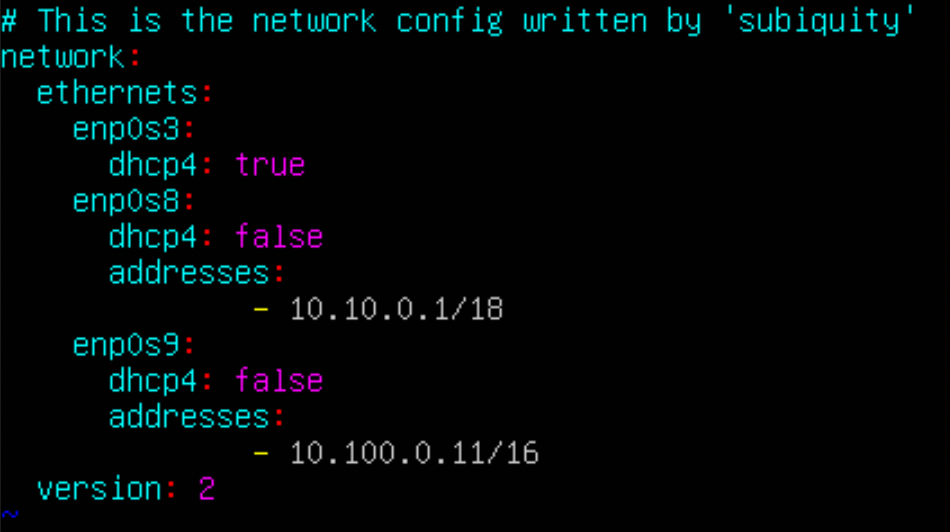 # This is the network config written by 'subiquity'
network:
  ethernets:
    enp0s3:
      dhcp4: true
    enp0s8:
      dhcp4: false
      addresses:
              - 10.10.0.1/18
    enp0s9:
      dhcp4: false
      addresses:
              - 10.100.0.11/16
  version: 2
~